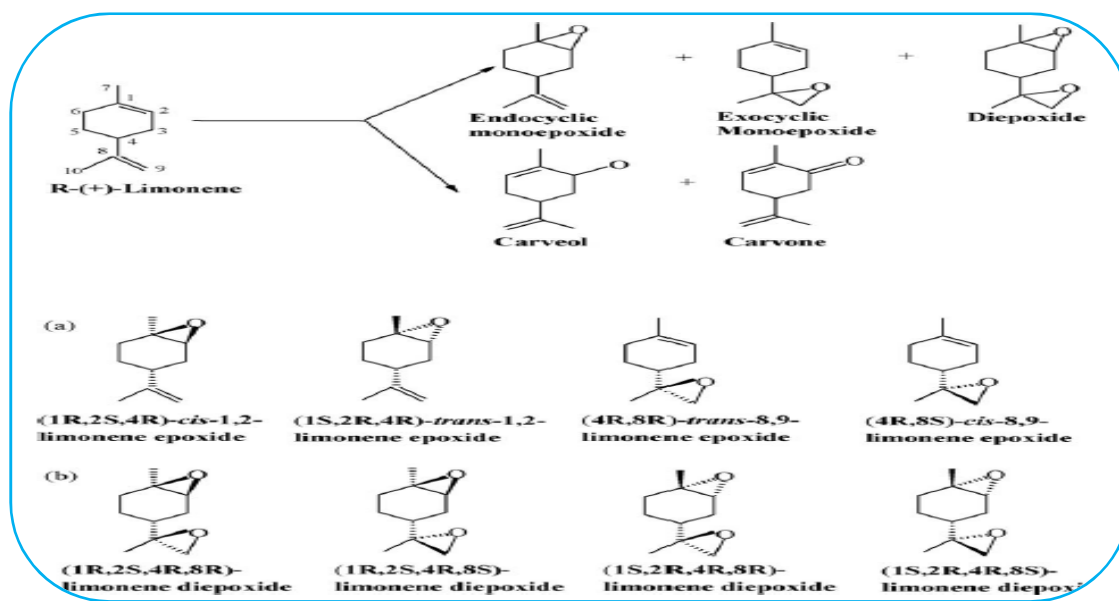 7
1
6
2
5
3
4
8
10
9
R-(+)-Limonene
O
+
Endocyclic
monoepoxide
O
+
Exocyclic
Monoepoxide
O
O
Diepoxide
O
+
Carveol
O
Carvone
(a)
O
(1R,2S,4R)-cis-1,2-
limonene epoxide
O
(1S,2R,4R)-trans-1,2-
limonene epoxide
O
(4R,8R)-trans-8,9-
limonene epoxide
O
(4R,8S)-cis-8,9-
limonene epoxide
(b)
O
O
(1R,2S,4R,8R)-
limonene diepoxide
O
O
(1R,2S,4R,8S)-
limonene diepoxide
O
O
(1S,2R,4R,8R)-
limonene diepoxide
O
O
(1S,2R,4R,8S)-
limonene diepoxide